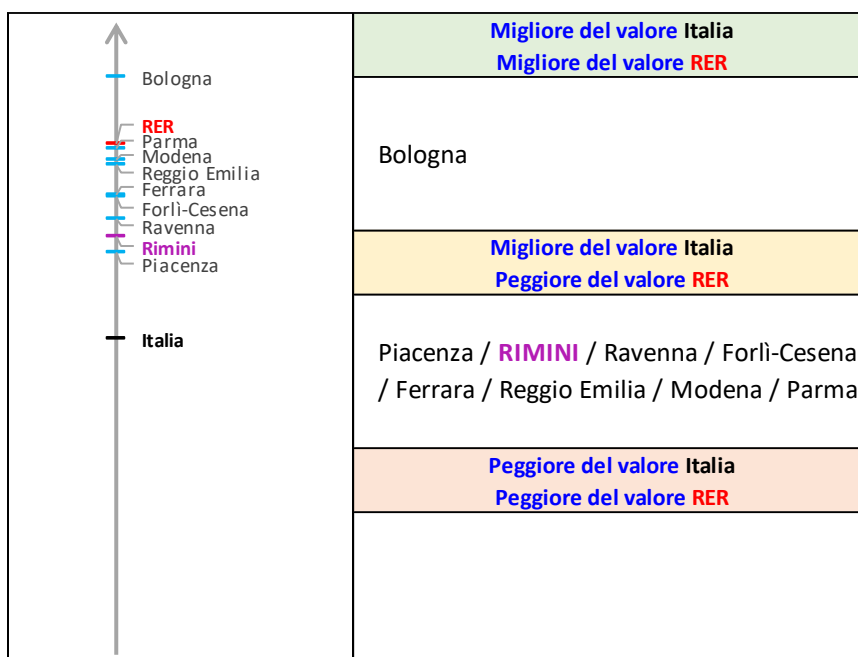 Bologna
RER
Parma
Modena
Reggio Emilia
Ferrara
Forlì-Cesena
Ravenna
Rimini
Piacenza
Italia
Migliore del valore Italia
Migliore del valore RER
Bologna
Migliore del valore Italia
Peggiore del valore RER
Piacenza / RIMINI / Ravenna / Forlì-Cesena
/ Ferrara / Reggio Emilia / Modena / Parma
Peggiore del valore Italia
Peggiore del valore RER